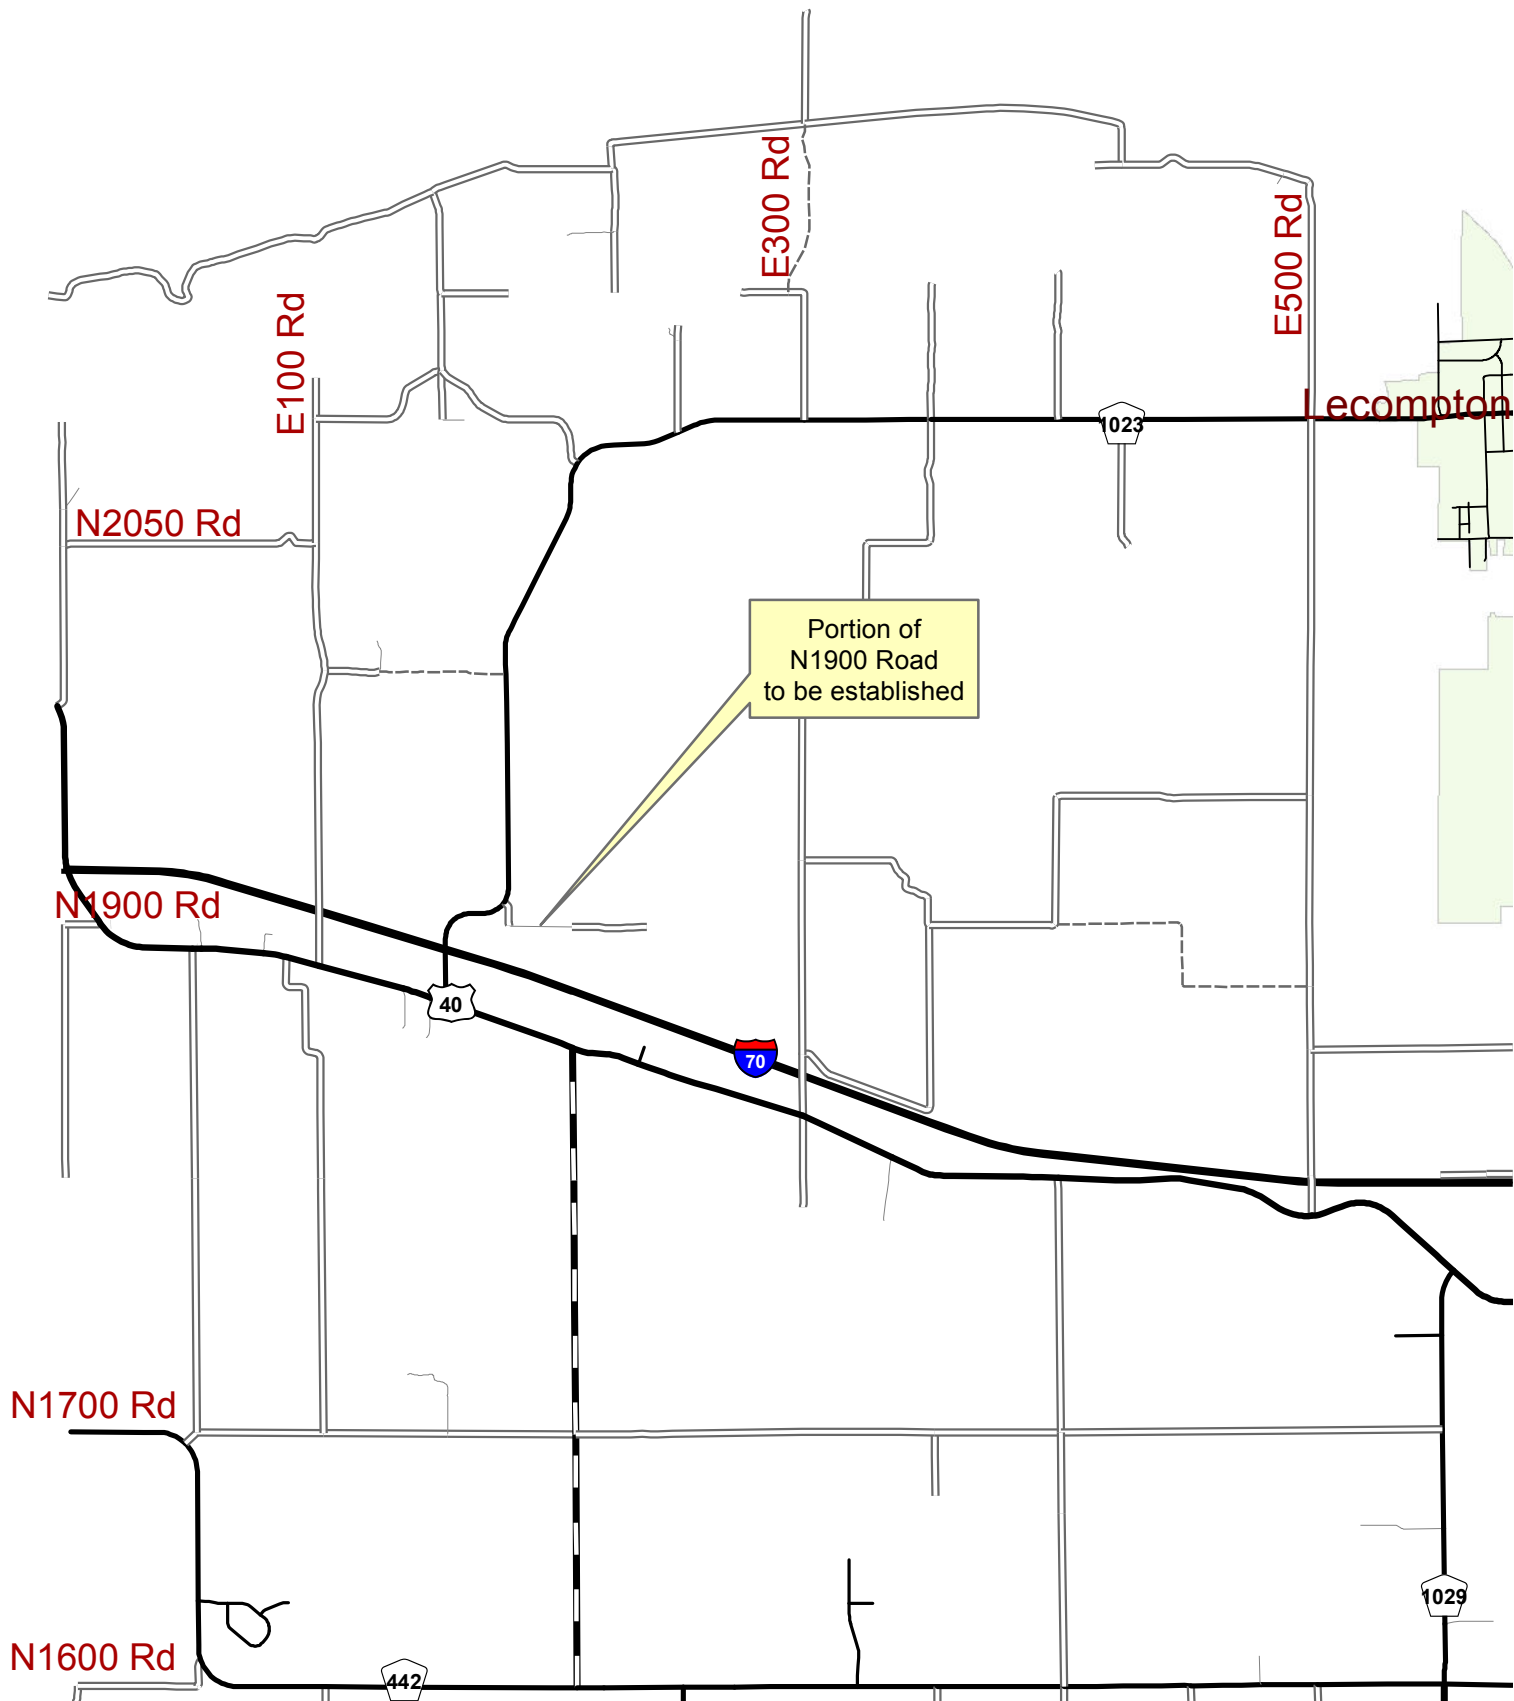 E300 Rd
E500 Rd
E100 Rd
Lecompton
1023
N2050 Rd
Portion of
N1900 Road
to be established
N1900 Rd
40
70
N1700 Rd
1029
N1600 Rd
442